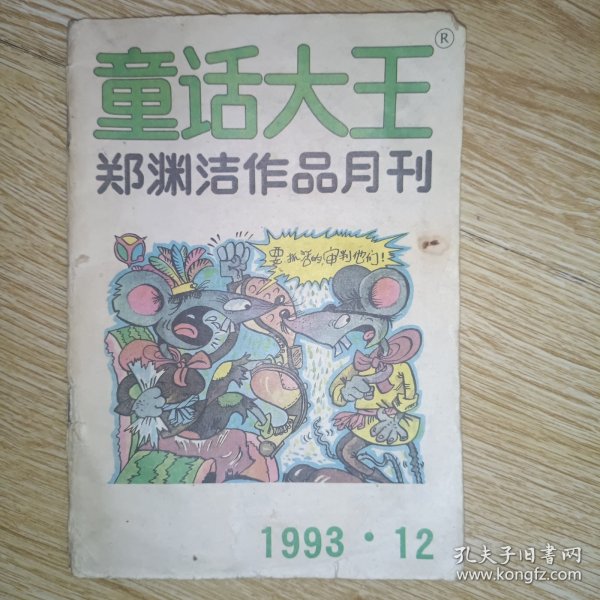 童话大王®
郑渊洁作品月刊
要抓活的,审判他们!
1993·12
孔夫子旧书网
www.kongfz.com